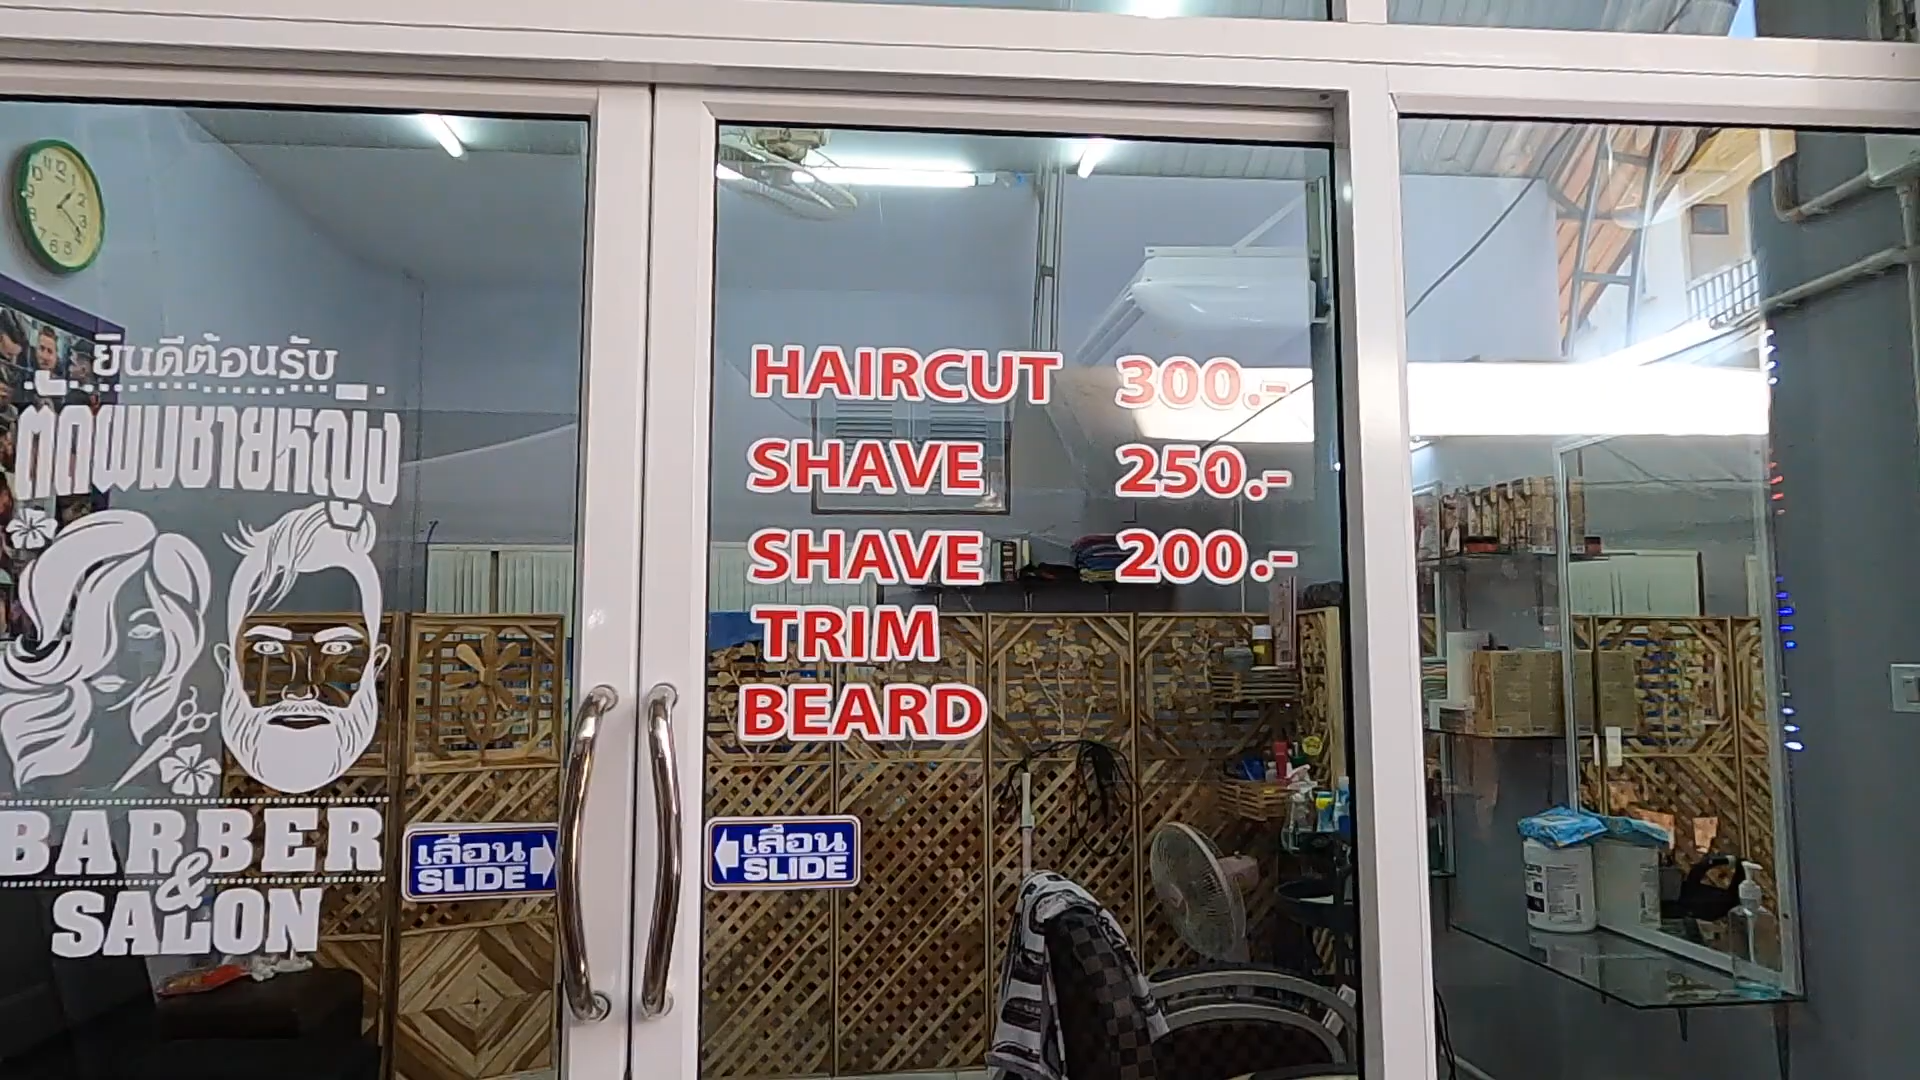 ยินดีต้อนรับ
ตัดผมชายหญิง
BARBER
&
SALON
เลื่อน
SLIDE
HAIRCUT 300.-
SHAVE 250.-
SHAVE 200.-
TRIM
BEARD
เลื่อน
SLIDE